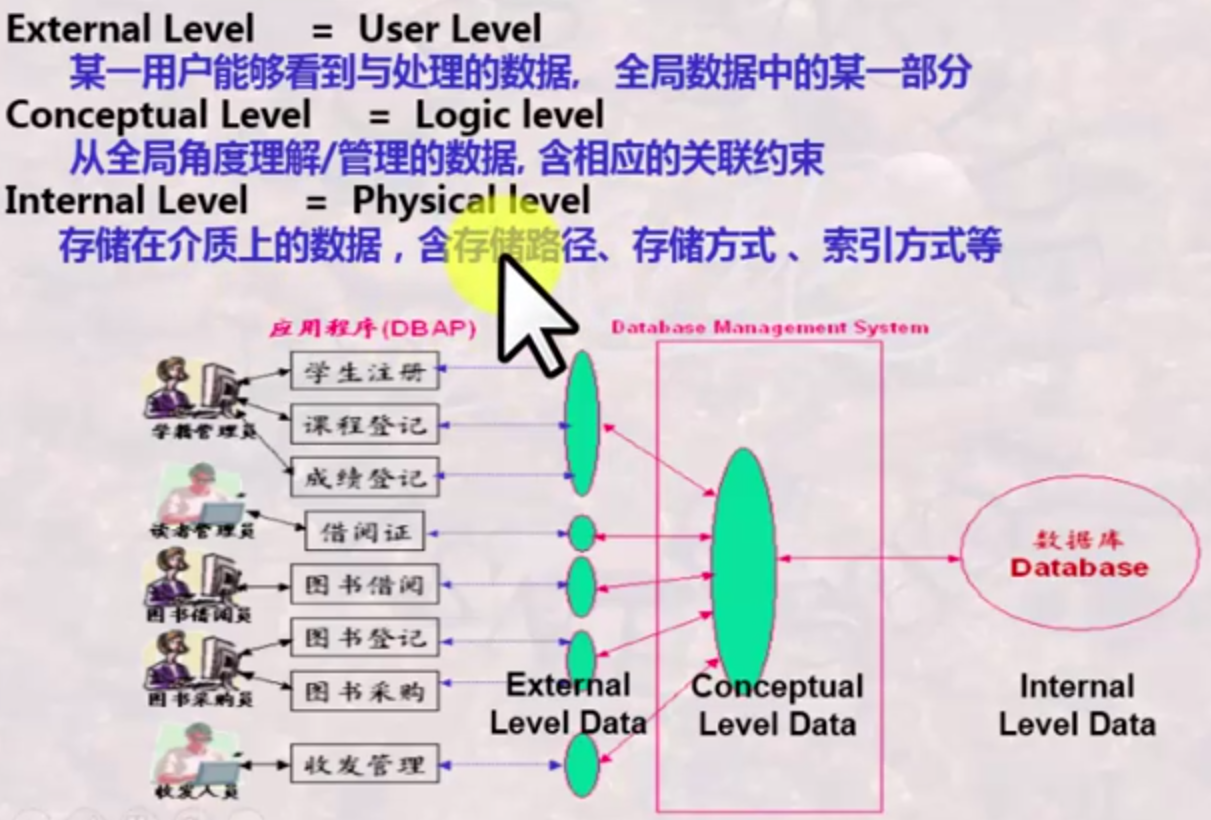 External Level = User Level
某一用户能够看到与处理的数据, 全局数据中的某一部分
Conceptual Level = Logic level
从全局角度理解/管理的数据, 含相应的关联约束
Internal Level = Physical level
存储在介质上的数据，含存储路径、存储方式 、索引方式等
应用程序(DBAP)
Database Management System
学生注册
课程登记
学籍管理员
成绩登记
借阅证
读者管理员
数据库
Database
图书借阅
图书借阅员
图书登记
图书采购
图书采购员
External
Level Data
Conceptual
Level Data
Internal
Level Data
收发管理
收发人员